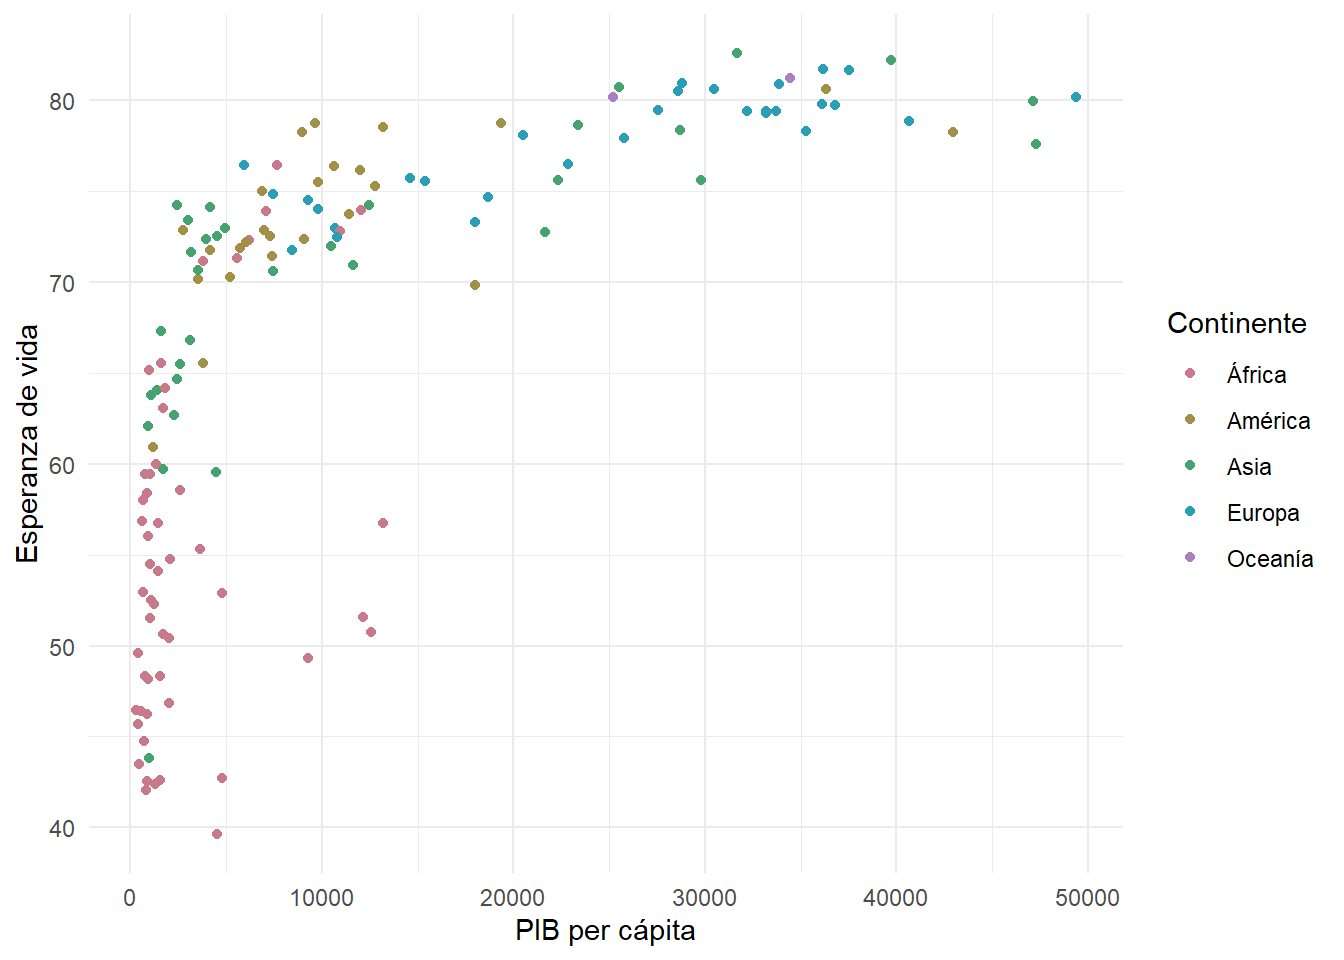 80
70
60
50
40
0
10000
20000
30000
40000
50000
PIB per cápita
Esperanza de vida
Continente
África
América
Asia
Europa
Oceanía